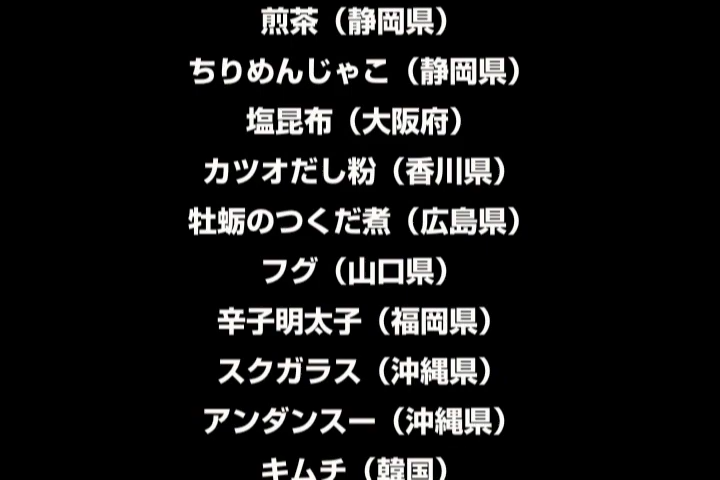 煎茶（静岡県）
ちりめんじゃこ（静岡県）
塩昆布（大阪府）
カツオだし粉（香川県）
牡蛎のつくだ煮（広島県）
フグ（山口県）
辛子明太子（福岡県）
スクガラス（沖縄県）
アンダンスー（沖縄県）
キムチ（韓国）